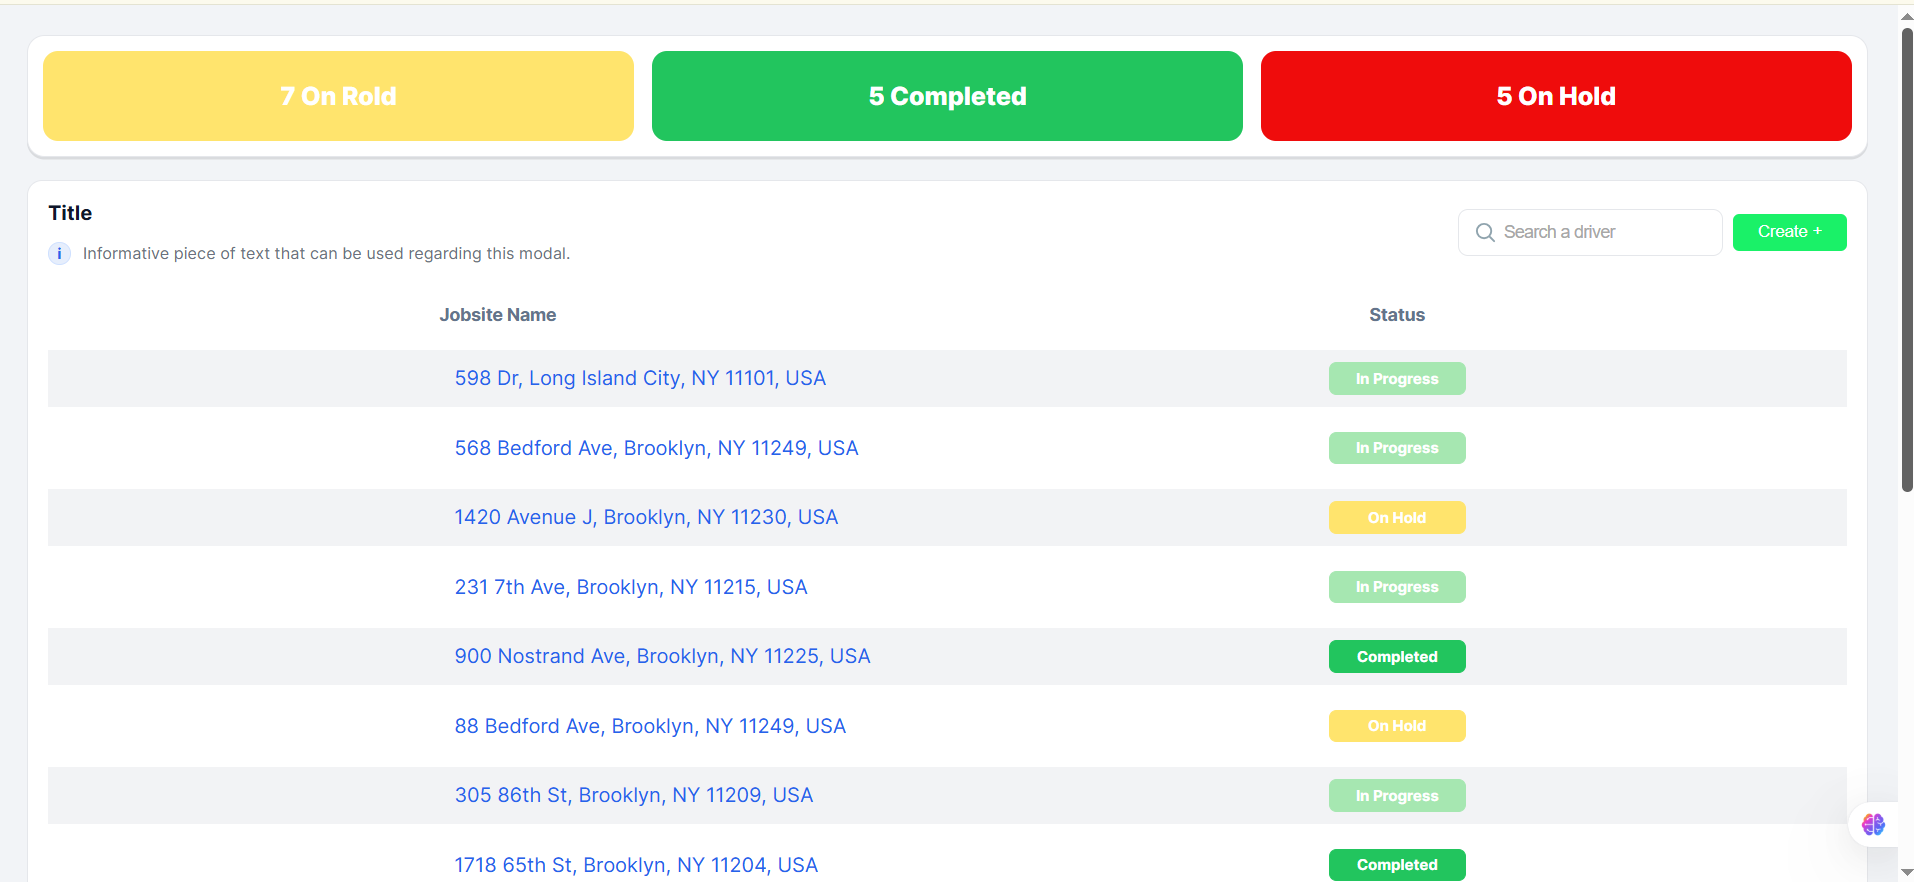 7 On Rold
5 Completed
5 On Hold
Title
i Informative piece of text that can be used regarding this modal.
Search a driver
Create +
Jobsite Name Status
598 Dr, Long Island City, NY 11101, USA In Progress
568 Bedford Ave, Brooklyn, NY 11249, USA In Progress
1420 Avenue J, Brooklyn, NY 11230, USA On Hold
231 7th Ave, Brooklyn, NY 11215, USA In Progress
900 Nostrand Ave, Brooklyn, NY 11225, USA Completed
88 Bedford Ave, Brooklyn, NY 11249, USA On Hold
305 86th St, Brooklyn, NY 11209, USA In Progress
1718 65th St, Brooklyn, NY 11204, USA Completed